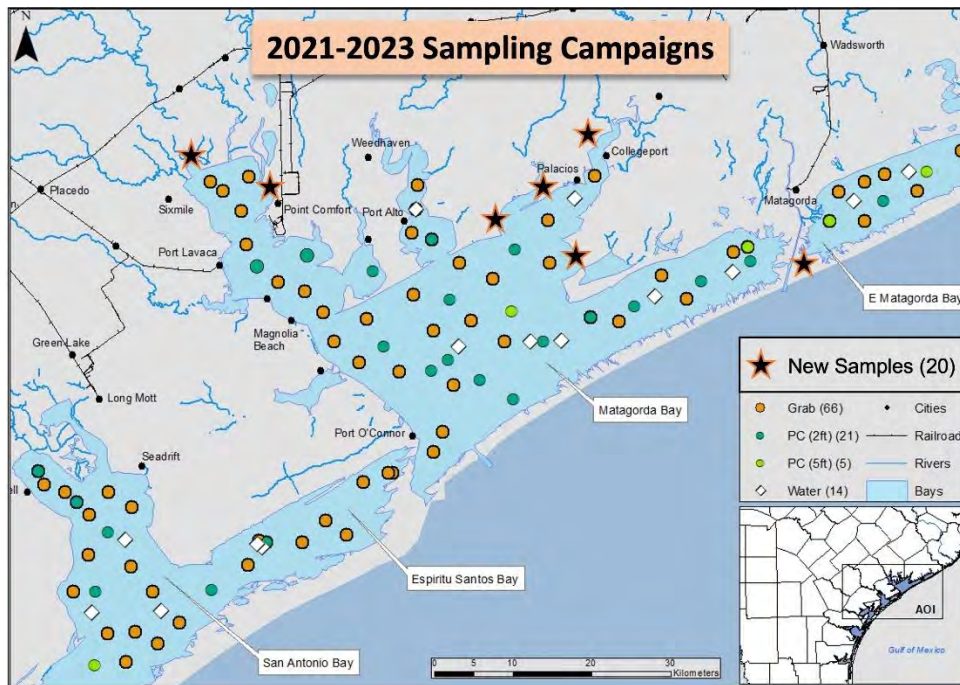 2021-2023 Sampling Campaigns
N
Wadsworth
Weedhaven
Collegeport
Palacios
Placedo
Sixmile
Point Comfort
Port Alto
Matagorda
Port Lavaca
E Matagorda Bay
Magnolia
Beach
Green Lake
Long Mott
Matagorda Bay
Port O'Connor
Seadrift
Espiritu Santos Bay
San Antonio Bay
New Samples (20)
Grab (66)
Cities
PC (2ft) (21)
Railroad
PC (5ft) (5)
Rivers
Water (14)
Bays
AOI
Gulf of Mexico
0 5 10 20 30
Kilometers